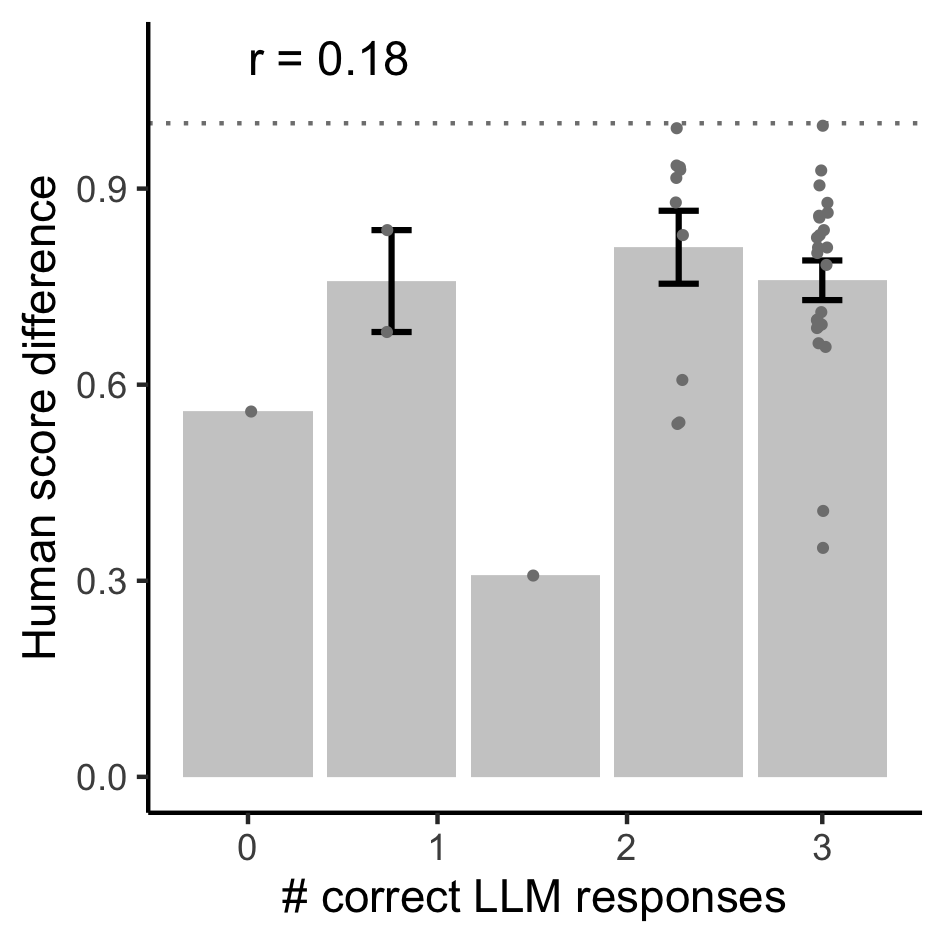 r = 0.18
Human score difference
0.9
0.6
0.3
0.0
0 1 2 3
# correct LLM responses